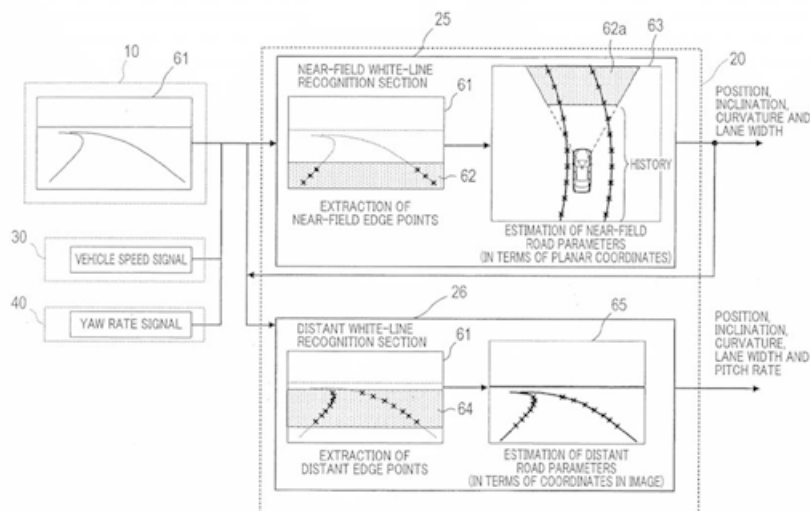 10
61
30
VEHICLE SPEED SIGNAL
40
YAW RATE SIGNAL
25
20
NEAR-FIELD WHITE-LINE
RECOGNITION SECTION
61
62
EXTRACTION OF
NEAR-FIELD EDGE POINTS
62a
63
HISTORY
ESTIMATION OF NEAR-FIELD
ROAD PARAMETERS
(IN TERMS OF PLANAR COORDINATES)
POSITION,
INCLINATION,
CURVATURE AND
LANE WIDTH
26
DISTANT WHITE-LINE
RECOGNITION SECTION
61
64
EXTRACTION OF
DISTANT EDGE POINTS
65
ESTIMATION OF DISTANT
ROAD PARAMETERS
(IN TERMS OF COORDINATES IN IMAGE)
POSITION,
INCLINATION,
CURVATURE,
LANE WIDTH AND
PITCH RATE